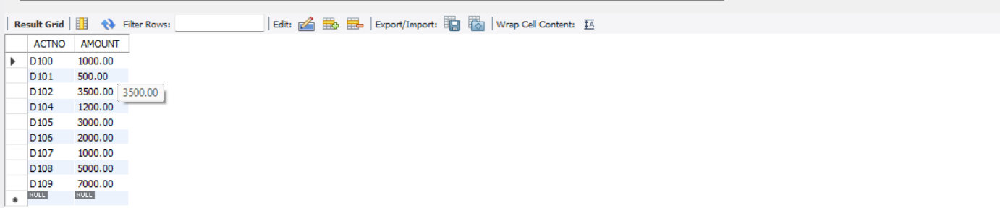 Result Grid Filter Rows: Edit: Export/Import: Wrap Cell Content: IA
ACTNO AMOUNT
D100 1000.00
D101 500.00
D102 3500.00 3500.00
D104 1200.00
D105 3000.00
D106 2000.00
D107 1000.00
D108 5000.00
D109 7000.00
NULL NULL